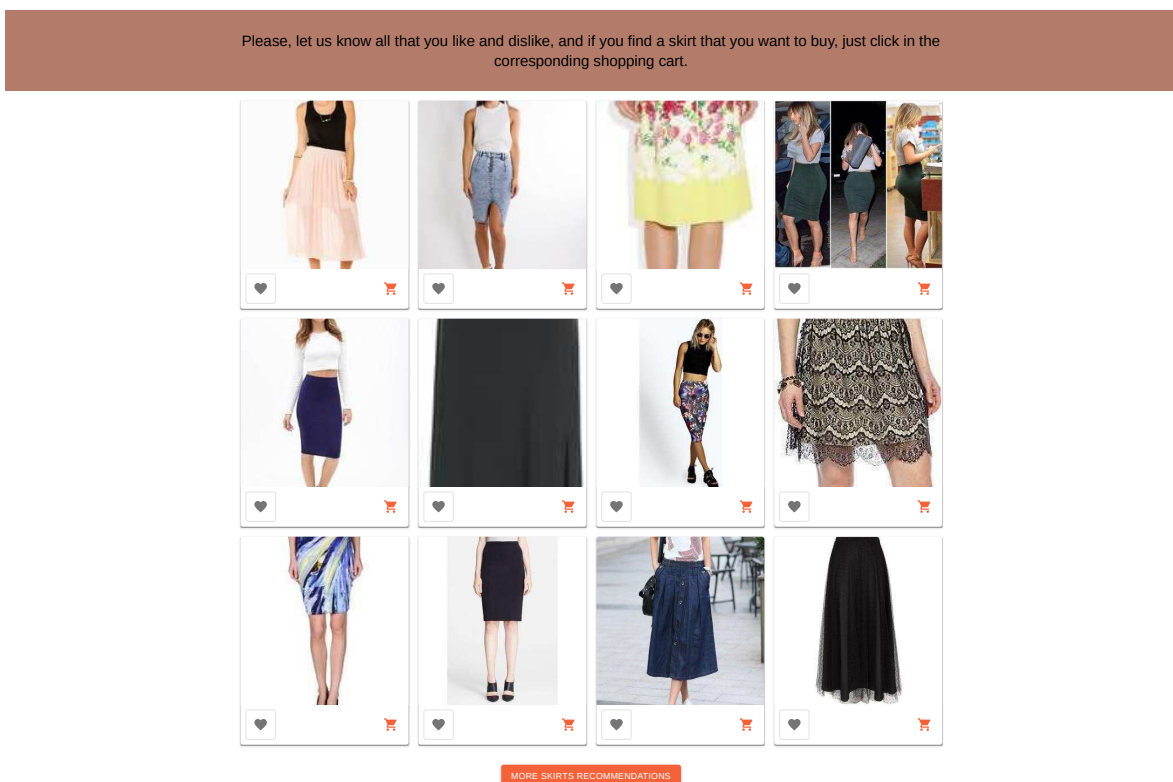 Please, let us know all that you like and dislike, and if you find a skirt that you want to buy, just click in the
corresponding shopping cart.
MORE SKIRTS RECOMMENDATIONS